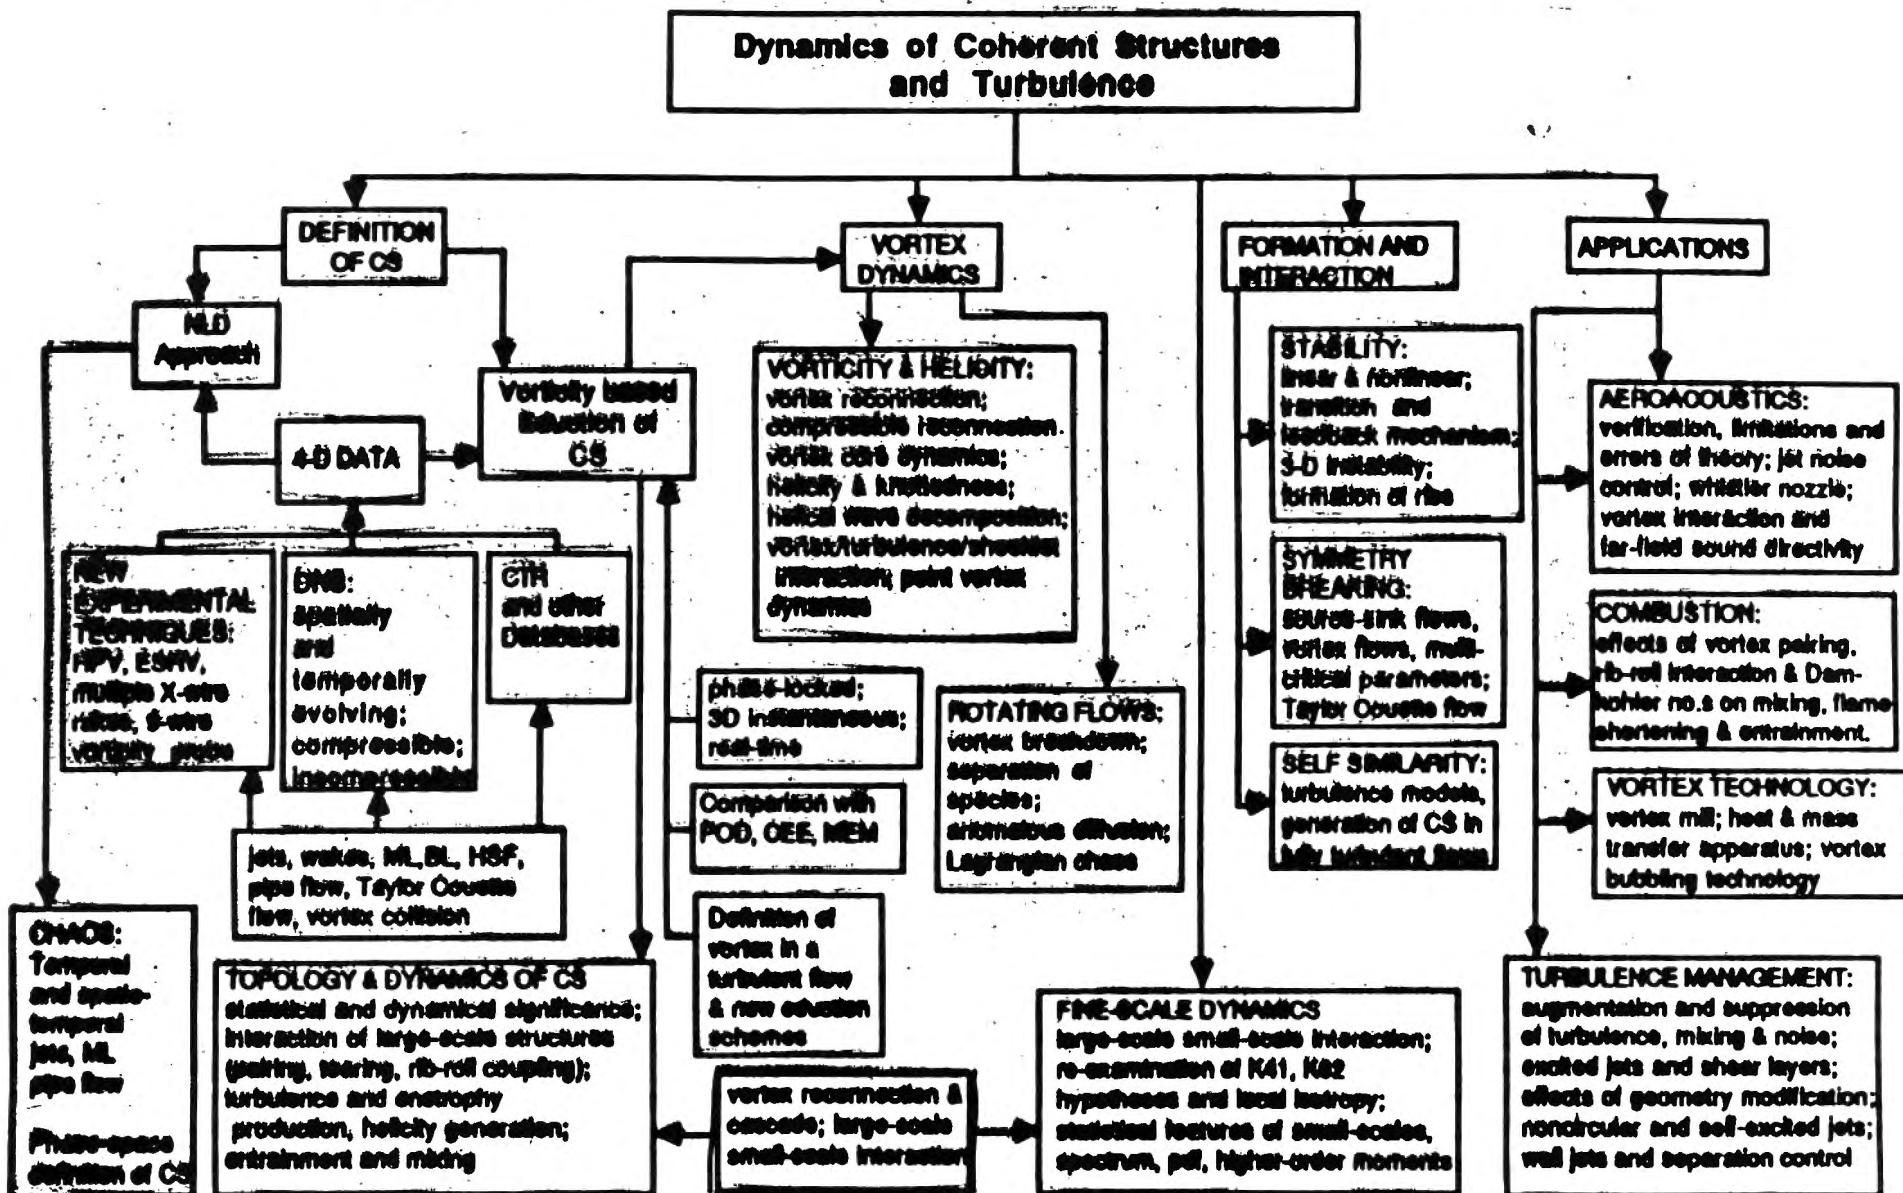 Dynamics of Coherent Structures
and Turbulence
DEFINITION
OF CS
VORTEX
DYNAMICS
FORMATION AND
INTERACTION
APPLICATIONS
NLD
Approach
Vorticity based
Eduction of
CS
4-D DATA
NEW
EXPERIMENTAL
TECHNIQUES:
HPV,
multiple X-wire
rakes, 9-wire
vorticity probe
DNS:
spatially
and
temporally
evolving;
compressible;
incompressible
CTR
and other
Databases
jets, wakes, ML, BL, HSF,
pipe flow, Taylor Couette
flow, vortex collision
CHAOS:
Temporal
and spatio-
temporal
jets, ML
pipe flow
Phase-space
definition of CS
VORTICITY & HELICITY:
vortex reconnection;
compressible reconnection
vortex core dynamics;
helicity & knottedness;
helical wave decomposition;
vortex/turbulence/shocklet
interaction; point vortex
dynamics
phase-locked;
3D instantaneous;
real-time
Comparison with
POD, MEM
Definition of
vortex in a
turbulent flow
& new eduction
schemes
ROTATING FLOWS:
vortex breakdown;
separation of
species;
anomalous diffusion;
Lagrangian chaos
TOPOLOGY & DYNAMICS OF CS
statistical and dynamical significance;
interaction of large-scale structures
(pairing, tearing, rib-roll coupling);
turbulence and enstrophy
production, helicity generation;
entrainment and mixing
vortex reconnection &
cascade; large-scale
small-scale interaction
FINE-SCALE DYNAMICS
large-scale small-scale interaction;
re-examination of K41, K62
hypotheses and local isotropy;
statistical features of small-scales,
spectrum, pdf, higher-order moments
STABILITY:
linear & nonlinear;
transition and
feedback mechanism;
3-D instability;
formation of
SYMMETRY
BREAKING:
source-sink flows,
vortex flows, multi-
critical parameters;
Taylor Couette flow
SELF SIMILARITY:
turbulence models,
generation of CS in
fully turbulent flows
AEROACOUSTICS:
verification, limitations and
errors of theory; jet noise
control; whistler nozzle;
vortex interaction and
far-field sound directivity
COMBUSTION:
effects of vortex pairing,
rib-roll interaction & Dam-
kohler no.s on mixing, flame
shortening & entrainment.
VORTEX TECHNOLOGY:
vortex mill; heat & mass
transfer apparatus; vortex
bubbling technology
TURBULENCE MANAGEMENT:
augmentation and suppression
of turbulence, mixing & noise;
excited jets and shear layers;
effects of geometry modification;
noncircular and self-excited jets;
wall jets and separation control